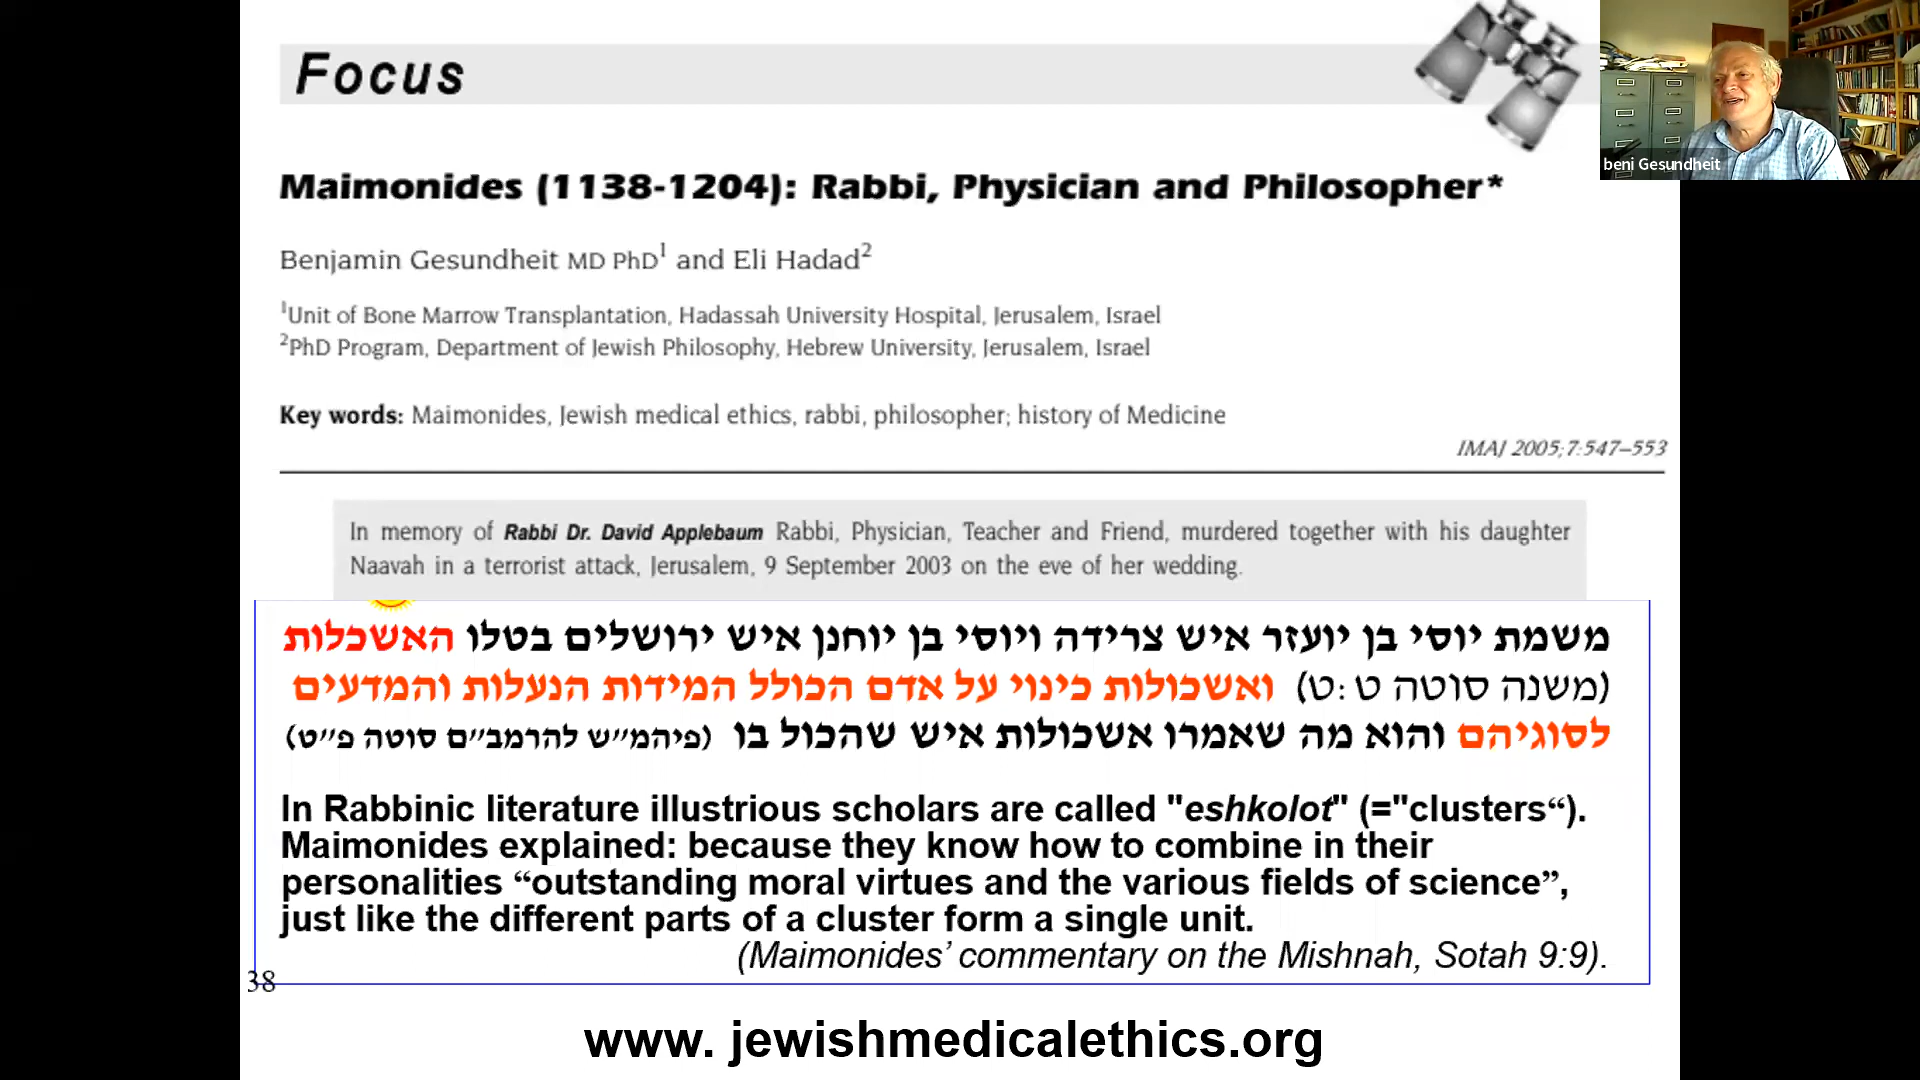 Focus
beni Gesundheit
Maimonides (1138-1204): Rabbi, Physician and Philosopher*
Benjamin Gesundheit MD PhD1 and Eli Hadad2
1Unit of Bone Marrow Transplantation, Hadassah University Hospital, Jerusalem, Israel
2PhD Program, Department of Jewish Philosophy, Hebrew University, Jerusalem, Israel
Key words: Maimonides, Jewish medical ethics, rabbi, philosopher; history of Medicine
IMAJ 2005;7:547–553
In memory of Rabbi Dr. David Applebaum Rabbi, Physician, Teacher and Friend, murdered together with his daughter
Naavah in a terrorist attack, Jerusalem, 9 September 2003 on the eve of her wedding.
משמת יוסי בן יועזר איש צרידה ויוסי בן יוחנן איש ירושלים בטלו האשכלות
(משנה סוטה ט:ט) ואשכולות כינוי על אדם הכולל המידות הנעלות והמדעים
לסוגיהם והוא מה שאמרו אשכולות איש שהכול בו (פיהמ״ש להרמב״ם סוטה פ״ט)
In Rabbinic literature illustrious scholars are called "eshkolot" (="clusters“).
Maimonides explained: because they know how to combine in their
personalities “outstanding moral virtues and the various fields of science”,
just like the different parts of a cluster form a single unit.
(Maimonides’ commentary on the Mishnah, Sotah 9:9).
38
www. jewishmedicalethics.org